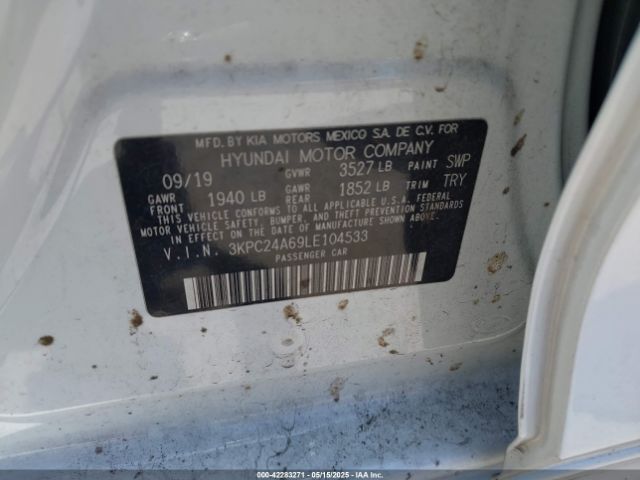 MFD. BY KIA MOTORS MEXICO S.A. DE C.V. FOR
HYUNDAI MOTOR COMPANY
09/19 GVWR 3527 LB PAINT SWP
GAWR FRONT 1940 LB GAWR REAR 1852 LB TRIM TRY
THIS VEHICLE CONFORMS TO ALL APPLICABLE U.S.A. FEDERAL
MOTOR VEHICLE SAFETY, BUMPER, AND THEFT PREVENTION
STANDARDS IN EFFECT ON THE DATE OF MANUFACTURE SHOWN ABOVE.
V.I.N. 3KPC24A69LE104533
PASSENGER CAR
000-42283271 - 05/15/2025 - IAAI.COM